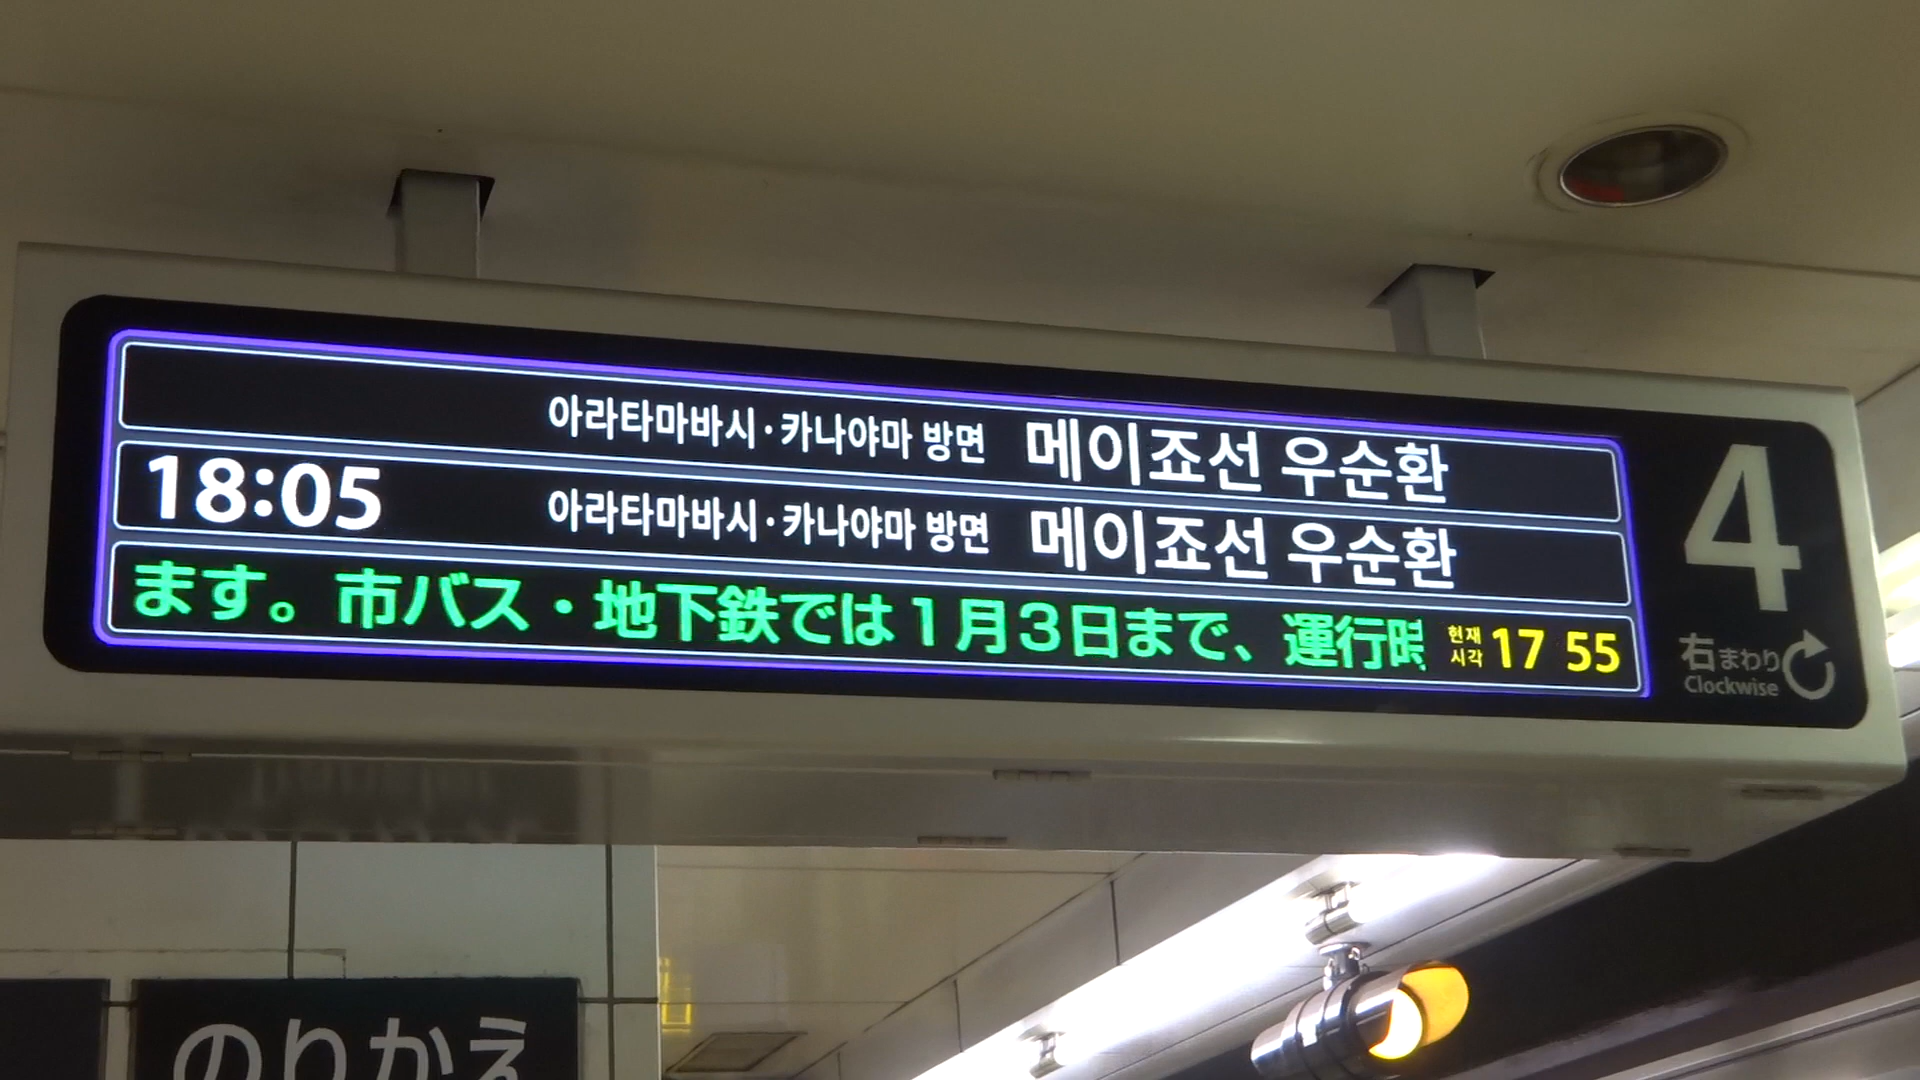 아라타마바시·카나야마 방면 메이죠선 우순환
18:05 아라타마바시·카나야마 방면 메이죠선 우순환
ます。市バス・地下鉄では1月3日まで、運行時
現재
시각
17 55
4
右まわり
Clockwise
のりかえ